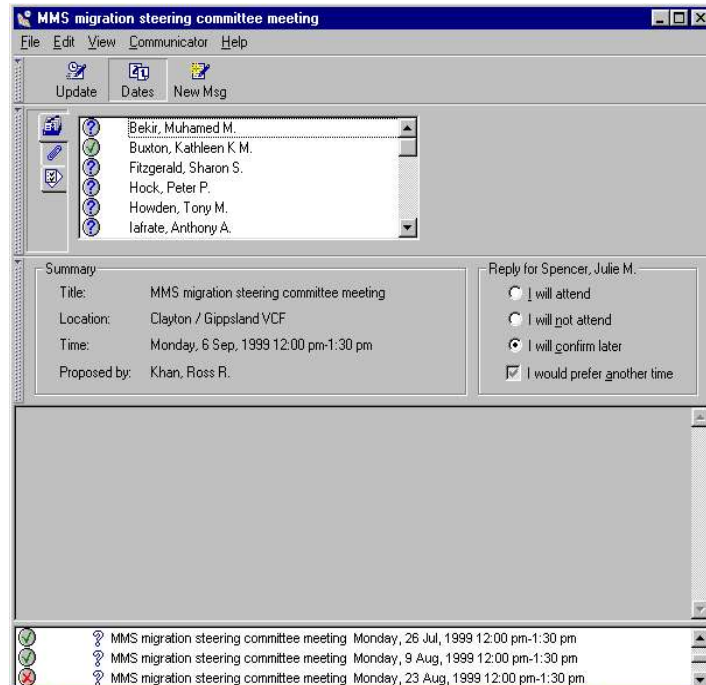 MMS migration steering committee meeting
File Edit View Communicator Help
Update Dates New Msg
Bekir, Muhamed M.
Buxton, Kathleen K M.
Fitzgerald, Sharon S.
Hock, Peter P.
Howden, Tony M.
Iafrate, Anthony A.
Summary
Title: MMS migration steering committee meeting
Location: Clayton / Gippsland VCF
Time: Monday, 6 Sep, 1999 12:00 pm-1:30 pm
Proposed by: Khan, Ross R.
Reply for Spencer, Julie M.
I will attend
I will not attend
I will confirm later
I would prefer another time
MMS migration steering committee meeting Monday, 26 Jul, 1999 12:00 pm-1:30 pm
MMS migration steering committee meeting Monday, 9 Aug, 1999 12:00 pm-1:30 pm
MMS migration steering committee meeting Monday, 23 Aug, 1999 12:00 pm-1:30 pm